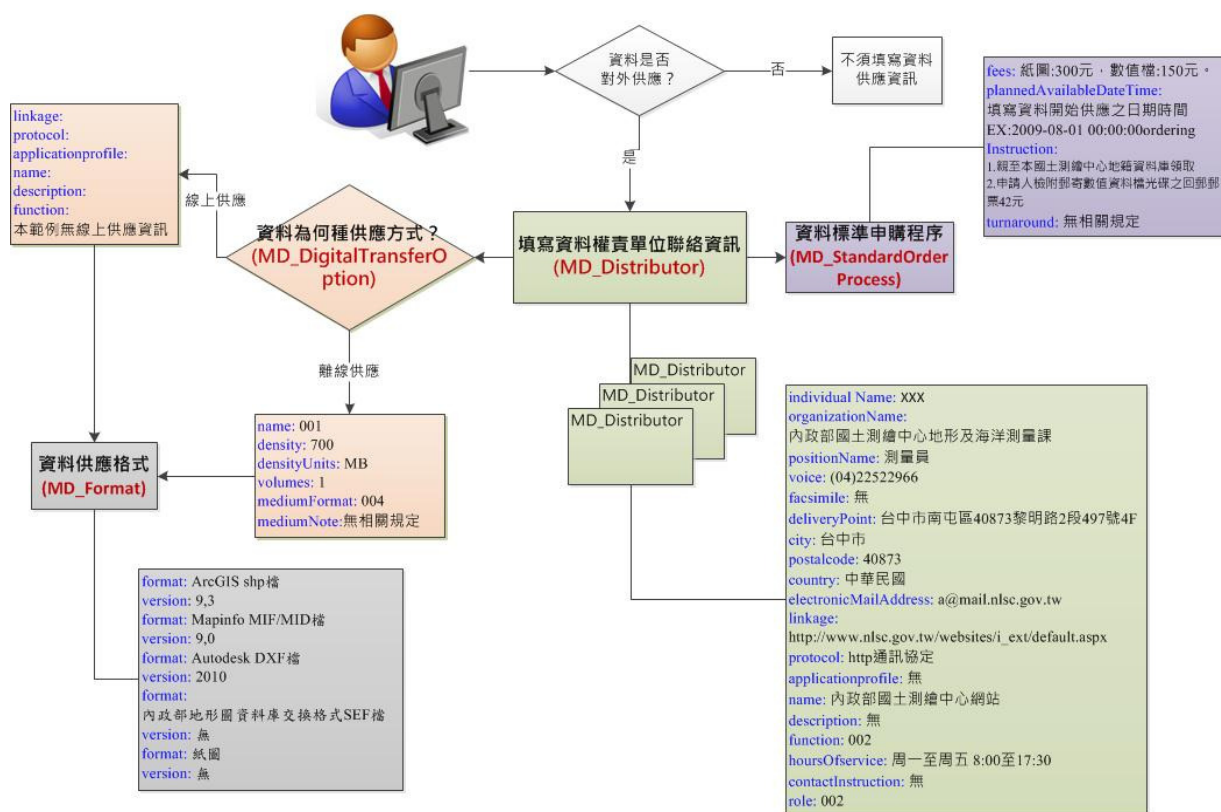 資料是否
對外供應？
否
不須填寫資料
供應資訊
是
fees: 紙圖:300元，數值檔:150元。
plannedAvailableDateTime:
填寫資料開始供應之日期時間
EX:2009-08-01 00:00:00ordering
Instruction:
1.親至本國土測繪中心地籍資料庫領取
2.申請人檢附郵寄數值資料檔光碟之回郵郵
票42元
turnaround: 無相關規定
linkage:
protocol:
applicationprofile:
name:
description:
function:
本範例無線上供應資訊
線上供應
資料為何種供應方式？
(MD_DigitalTransferO
ption)
填寫資料權責單位聯絡資訊
(MD_Distributor)
資料標準申購程序
(MD_StandardOrder
Process)
離線供應
MD_Distributor
MD_Distributor
MD_Distributor
name: 001
density: 700
densityUnits: MB
volumes: 1
mediumFormat: 004
mediumNote:無相關規定
資料供應格式
(MD_Format)
format: ArcGIS shp檔
version: 9,3
format: Mapinfo MIF/MID檔
version: 9,0
format: Autodesk DXF檔
version: 2010
format:
內政部地形圖資料庫交換格式SEF檔
version: 無
format: 紙圖
version: 無
individual Name: XXX
organizationName:
內政部國土測繪中心地形及海洋測量課
positionName: 測量員
voice: (04)22522966
facsimile: 無
deliveryPoint: 台中市南屯區40873黎明路2段497號4F
city: 台中市
postalcode: 40873
country: 中華民國
electronicMailAddress: a@mail.nlsc.gov.tw
linkage:
http://www.nlsc.gov.tw/websites/i_ext/default.aspx
protocol: http通訊協定
applicationprofile: 無
name: 內政部國土測繪中心網站
description: 無
function: 002
hoursOfservice: 周一至周五 8:00至17:30
contactInstruction: 無
role: 002